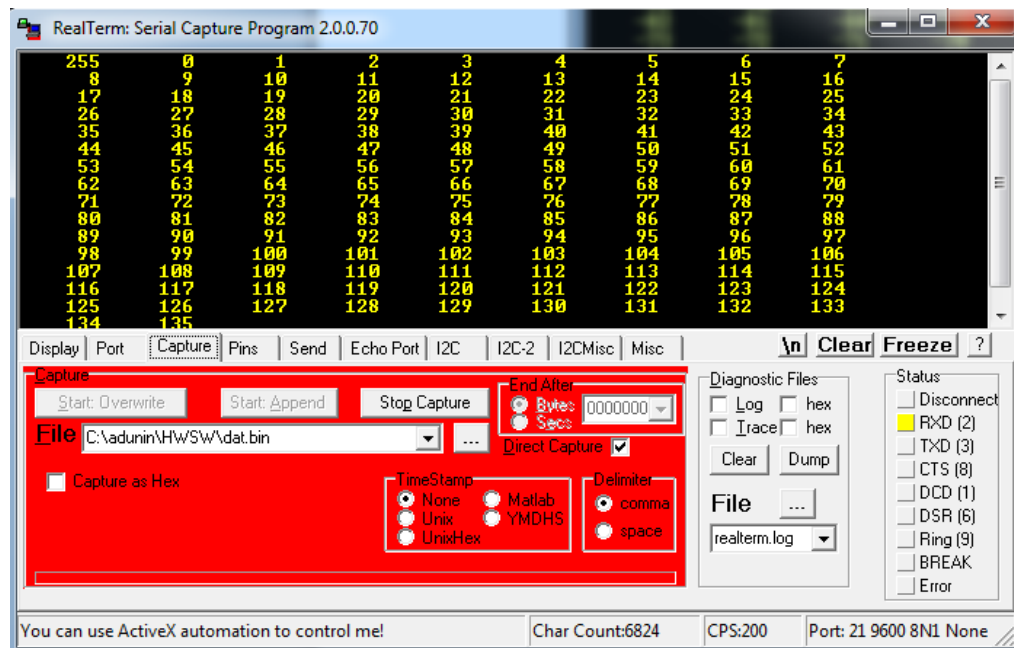 RealTerm: Serial Capture Program 2.0.0.70
255 0 1 2 3 4 5 6 7
8 9 10 11 12 13 14 15 16
17 18 19 20 21 22 23 24 25
26 27 28 29 30 31 32 33 34
35 36 37 38 39 40 41 42 43
44 45 46 47 48 49 50 51 52
53 54 55 56 57 58 59 60 61
62 63 64 65 66 67 68 69 70
71 72 73 74 75 76 77 78 79
80 81 82 83 84 85 86 87 88
89 90 91 92 93 94 95 96 97
98 99 100 101 102 103 104 105 106
107 108 109 110 111 112 113 114 115
116 117 118 119 120 121 122 123 124
125 126 127 128 129 130 131 132 133
134 135
Display Port Capture Pins Send Echo Port I2C I2C-2 I2CMisc Misc \n Clear Freeze ?
Capture
Start: Overwrite Start: Append Stop Capture
End After
Bytes 0000000
Secs
File C:\adunin\HWSW\dat.bin ...
Direct Capture
Capture as Hex
TimeStamp
None Matlab
Unix YMDHS
UnixHex
Delimiter
comma
space
Diagnostic Files
Log hex
Trace hex
Clear Dump
File ...
realterm.log
Status
Disconnect
RXD (2)
TXD (3)
CTS (8)
DCD (1)
DSR (6)
Ring (9)
BREAK
Error
You can use ActiveX automation to control me! Char Count:6824 CPS:200 Port: 21 9600 8N1 None